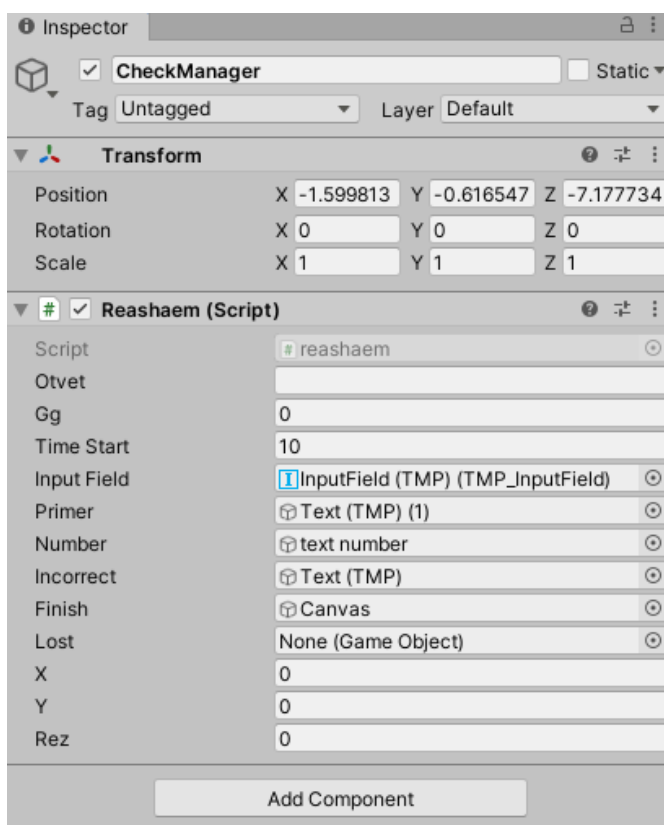 Inspector
CheckManager Static
Tag Untagged Layer Default
Transform
Position X -1.599813 Y -0.616547 Z -7.177734
Rotation X 0 Y 0 Z 0
Scale X 1 Y 1 Z 1
# Reashaem (Script)
Script # reashaem
Otvet
Gg 0
Time Start 10
Input Field InputField (TMP) (TMP_InputField)
Primer Text (TMP) (1)
Number text number
Incorrect Text (TMP)
Finish Canvas
Lost None (Game Object)
X 0
Y 0
Rez 0
Add Component